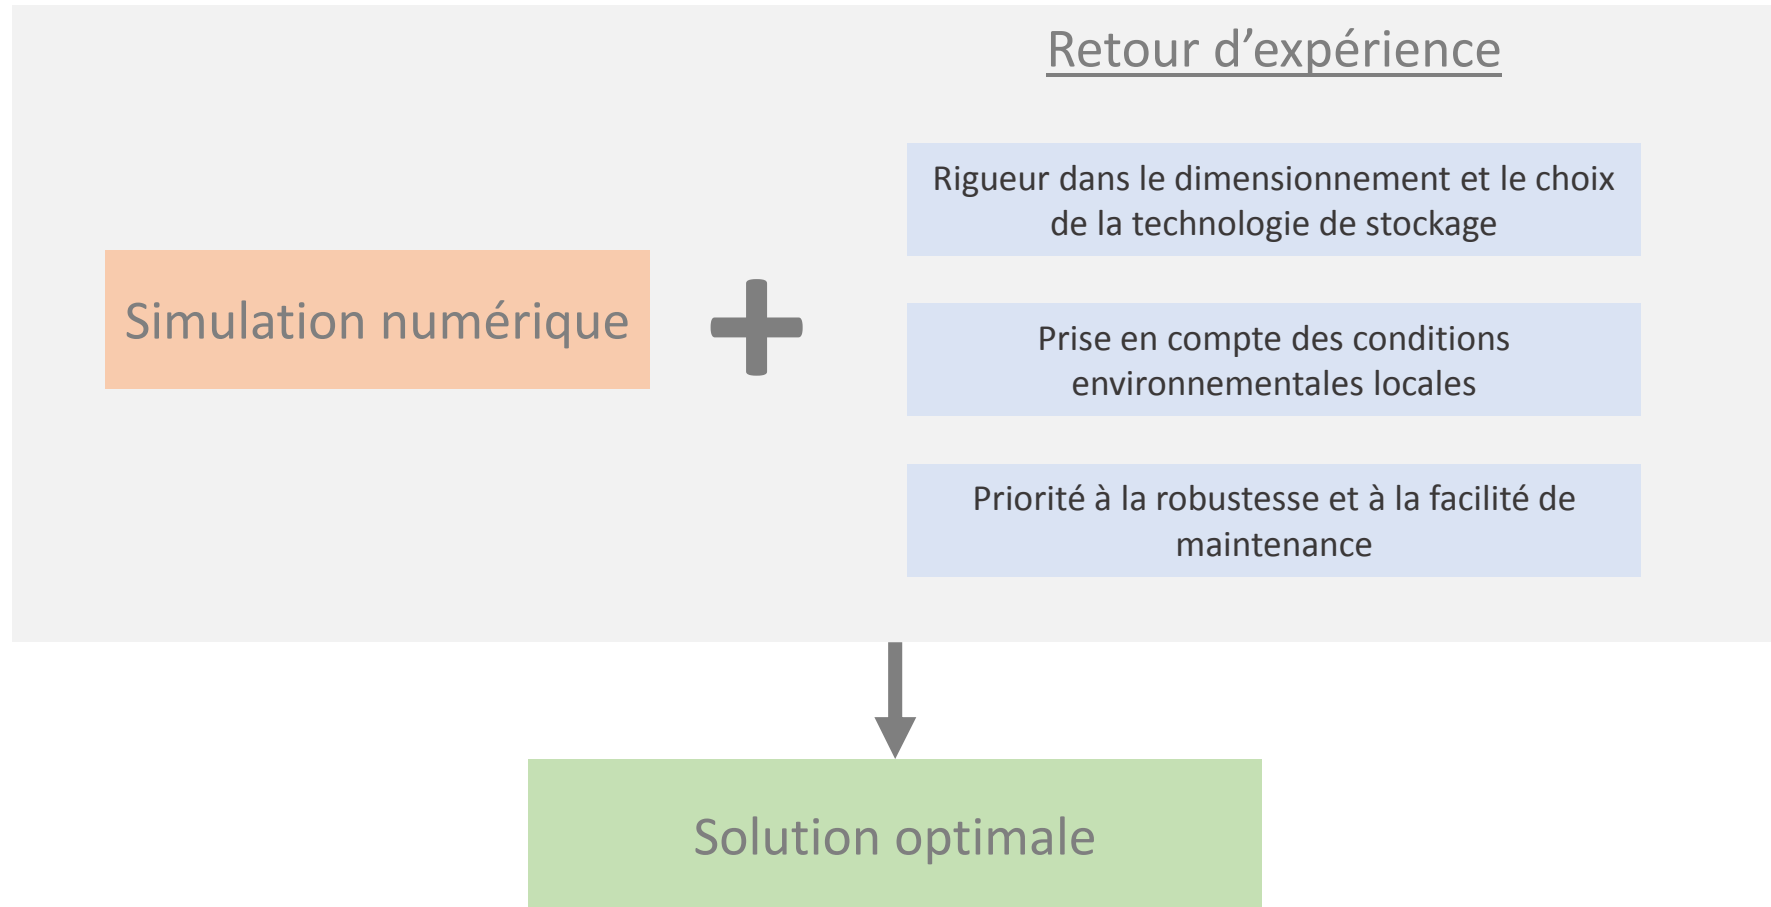 Retour d’expérience
Rigueur dans le dimensionnement et le choix
de la technologie de stockage
Simulation numérique
+
Prise en compte des conditions
environnementales locales
Priorité à la robustesse et à la facilité de
maintenance
Solution optimale